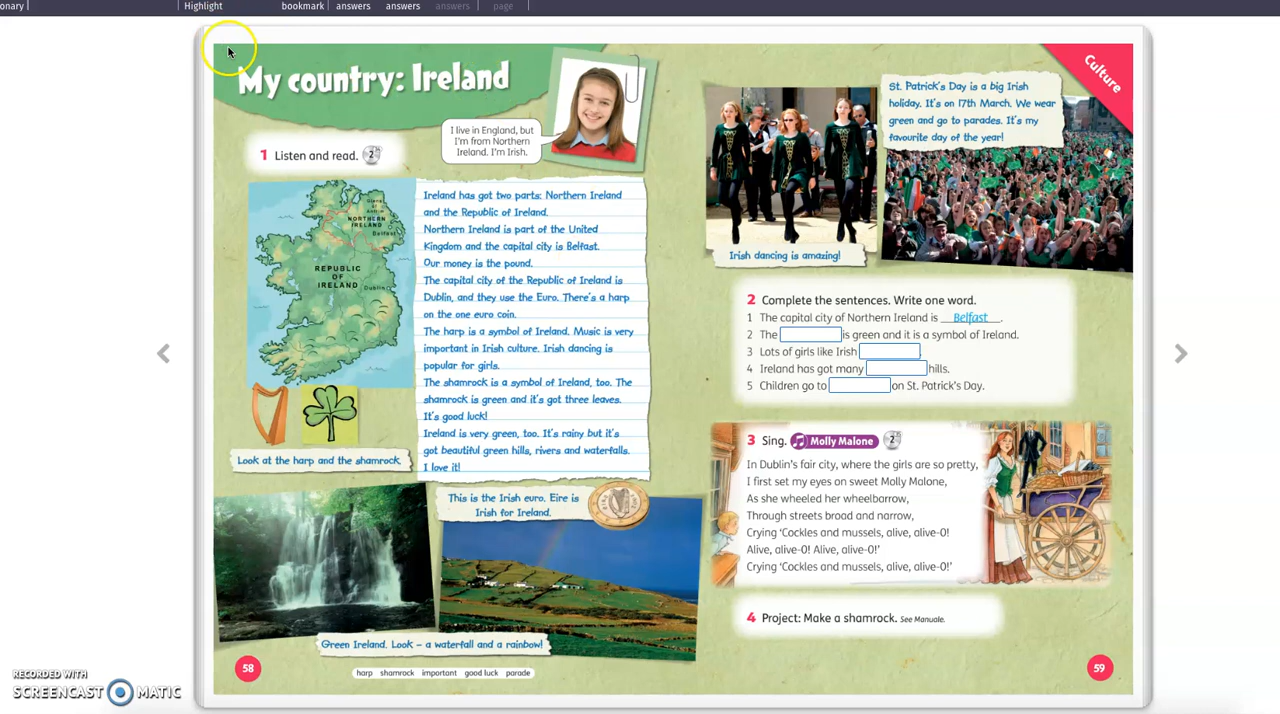 onary
Highlight
bookmark
answers
answers
answers
page
My country: Ireland
I live in England, but
I'm from Northern
Ireland. I'm Irish.
1 Listen and read. 2
NORTHERN
IRELAND
Belfast
REPUBLIC
OF
IRELAND
Dublin
Ireland has got two parts: Northern Ireland
and the Republic of Ireland.
Northern Ireland is part of the United
Kingdom and the capital city is Belfast.
Our money is the pound.
The capital city of the Republic of Ireland is
Dublin, and they use the Euro. There's a harp
on the one euro coin.
The harp is a symbol of Ireland. Music is very
important in Irish culture. Irish dancing is
popular for girls.
The shamrock is a symbol of Ireland, too. The
shamrock is green and it's got three leaves.
It's good luck!
Ireland is very green, too. It's rainy but it's
got beautiful green hills, rivers and waterfalls.
I love it!
Look at the harp and the shamrock.
This is the Irish euro. Eire is
Irish for Ireland.
Green Ireland. Look – a waterfall and a rainbow!
58
harp shamrock important good luck parade
Culture
St. Patrick's Day is a big Irish
holiday. It's on 17th March. We wear
green and go to parades. It's my
favourite day of the year!
Irish dancing is amazing!
2 Complete the sentences. Write one word.
1 The capital city of Northern Ireland is Belfast.
2 The is green and it is a symbol of Ireland.
3 Lots of girls like Irish .
4 Ireland has got many hills.
5 Children go to on St. Patrick's Day.
3 Sing. Molly Malone 2
In Dublin's fair city, where the girls are so pretty,
I first set my eyes on sweet Molly Malone,
As she wheeled her wheelbarrow,
Through streets broad and narrow,
Crying 'Cockles and mussels, alive, alive-O!
Alive, alive-O! Alive, alive-O!'
Crying 'Cockles and mussels, alive, alive-O!'
4 Project: Make a shamrock. See Manuale.
59
RECORDED WITH
SCREENCAST MATIC